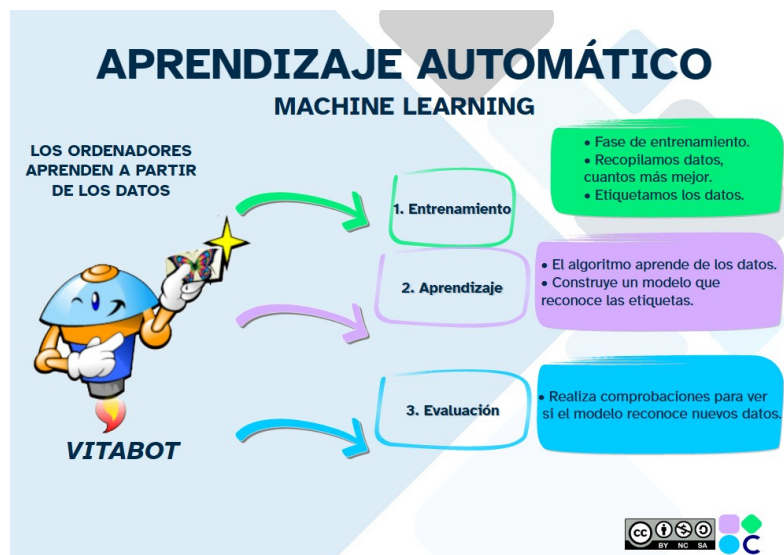 APRENDIZAJE AUTOMÁTICO
MACHINE LEARNING
LOS ORDENADORES
APRENDEN A PARTIR
DE LOS DATOS
VITABOT
1. Entrenamiento
• Fase de entrenamiento.
• Recopilamos datos,
cuantos más mejor.
• Etiquetamos los datos.
2. Aprendizaje
• El algoritmo aprende de los datos.
• Construye un modelo que
reconoce las etiquetas.
3. Evaluación
• Realiza comprobaciones para ver
si el modelo reconoce nuevos datos.
cc
BY NC SA
C